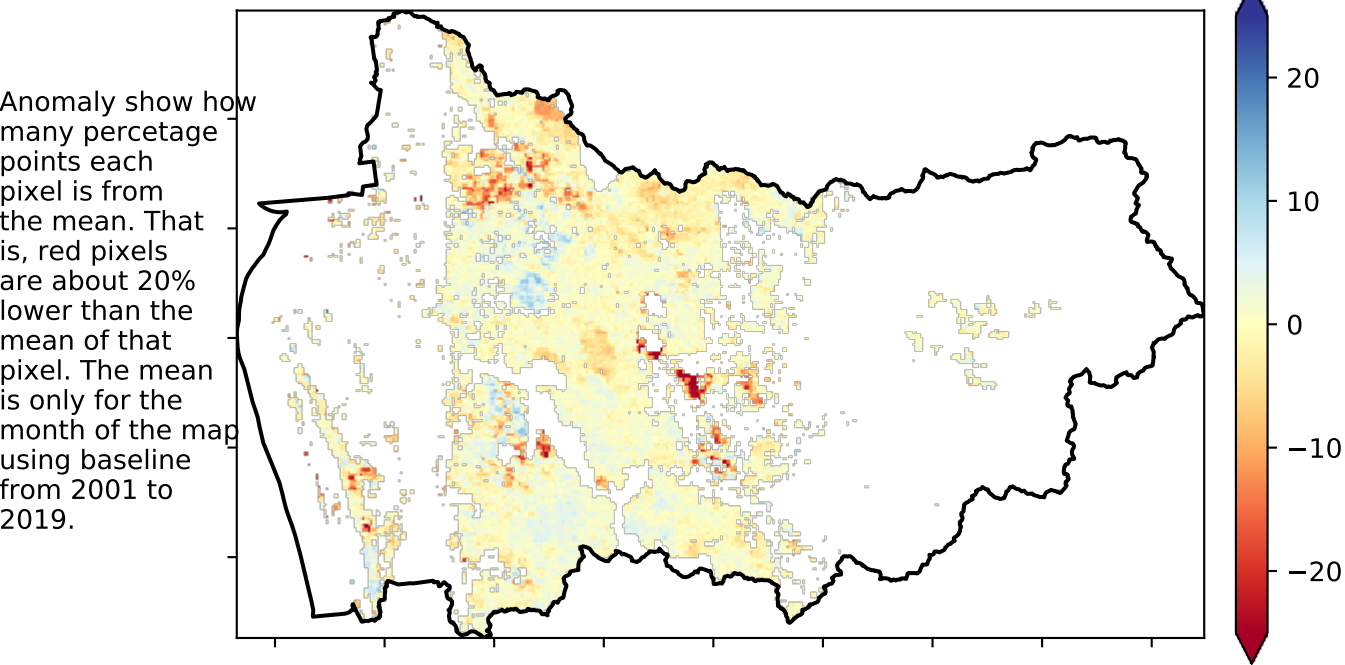 Anomaly show how
many percetage
points each
pixel is from
the mean. That
is, red pixels
are about 20%
lower than the
mean of that
pixel. The mean
is only for the
month of the map
using baseline
from 2001 to
2019.
20
10
0
−10
−20